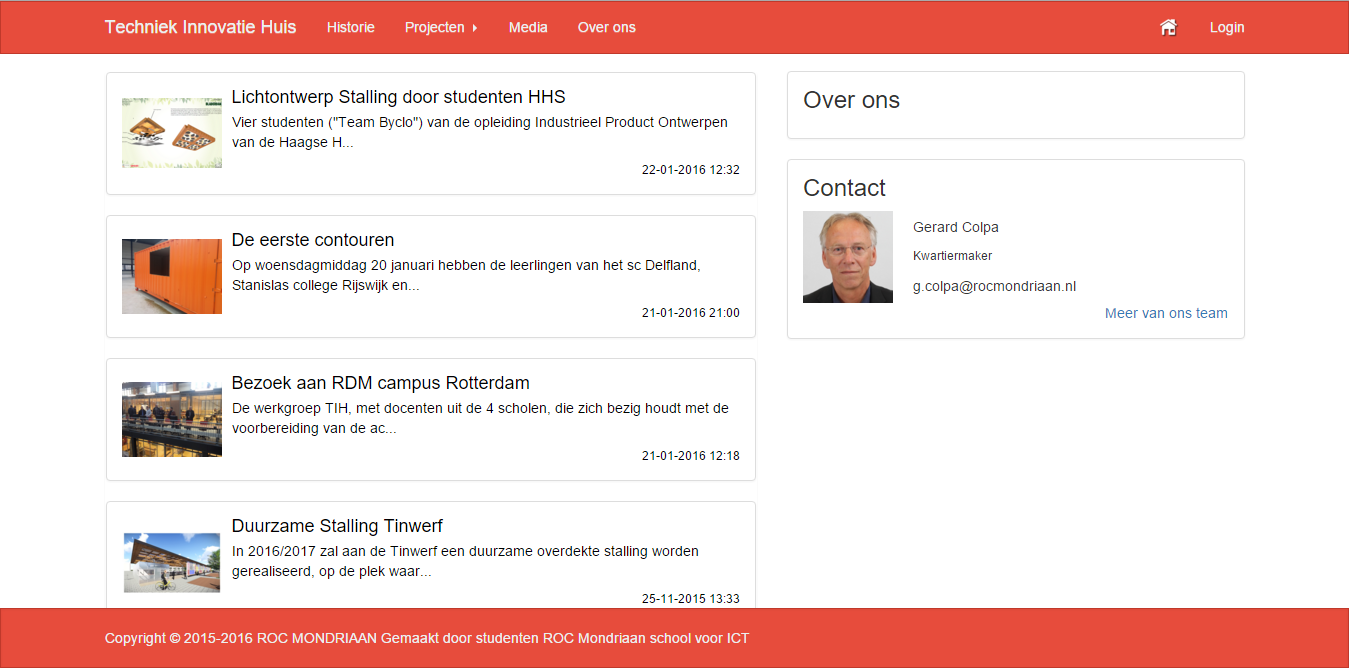 Techniek Innovatie Huis Historie Projecten Media Over ons Login
Lichtontwerp Stalling door studenten HHS
Vier studenten ("Team Byclo") van de opleiding Industrieel Product Ontwerpen
van de Haagse H...
22-01-2016 12:32
De eerste contouren
Op woensdagmiddag 20 januari hebben de leerlingen van het sc Delfland,
Stanislas college Rijswijk en...
21-01-2016 21:00
Bezoek aan RDM campus Rotterdam
De werkgroep TIH, met docenten uit de 4 scholen, die zich bezig houdt met de
voorbereiding van de ac...
21-01-2016 12:18
Duurzame Stalling Tinwerf
In 2016/2017 zal aan de Tinwerf een duurzame overdekte stalling worden
gerealiseerd, op de plek waar...
25-11-2015 13:33
Over ons
Contact
Gerard Colpa
Kwartiermaker
g.colpa@rocmondriaan.nl
Meer van ons team
Copyright © 2015-2016 ROC MONDRIAAN Gemaakt door studenten ROC Mondriaan school voor ICT